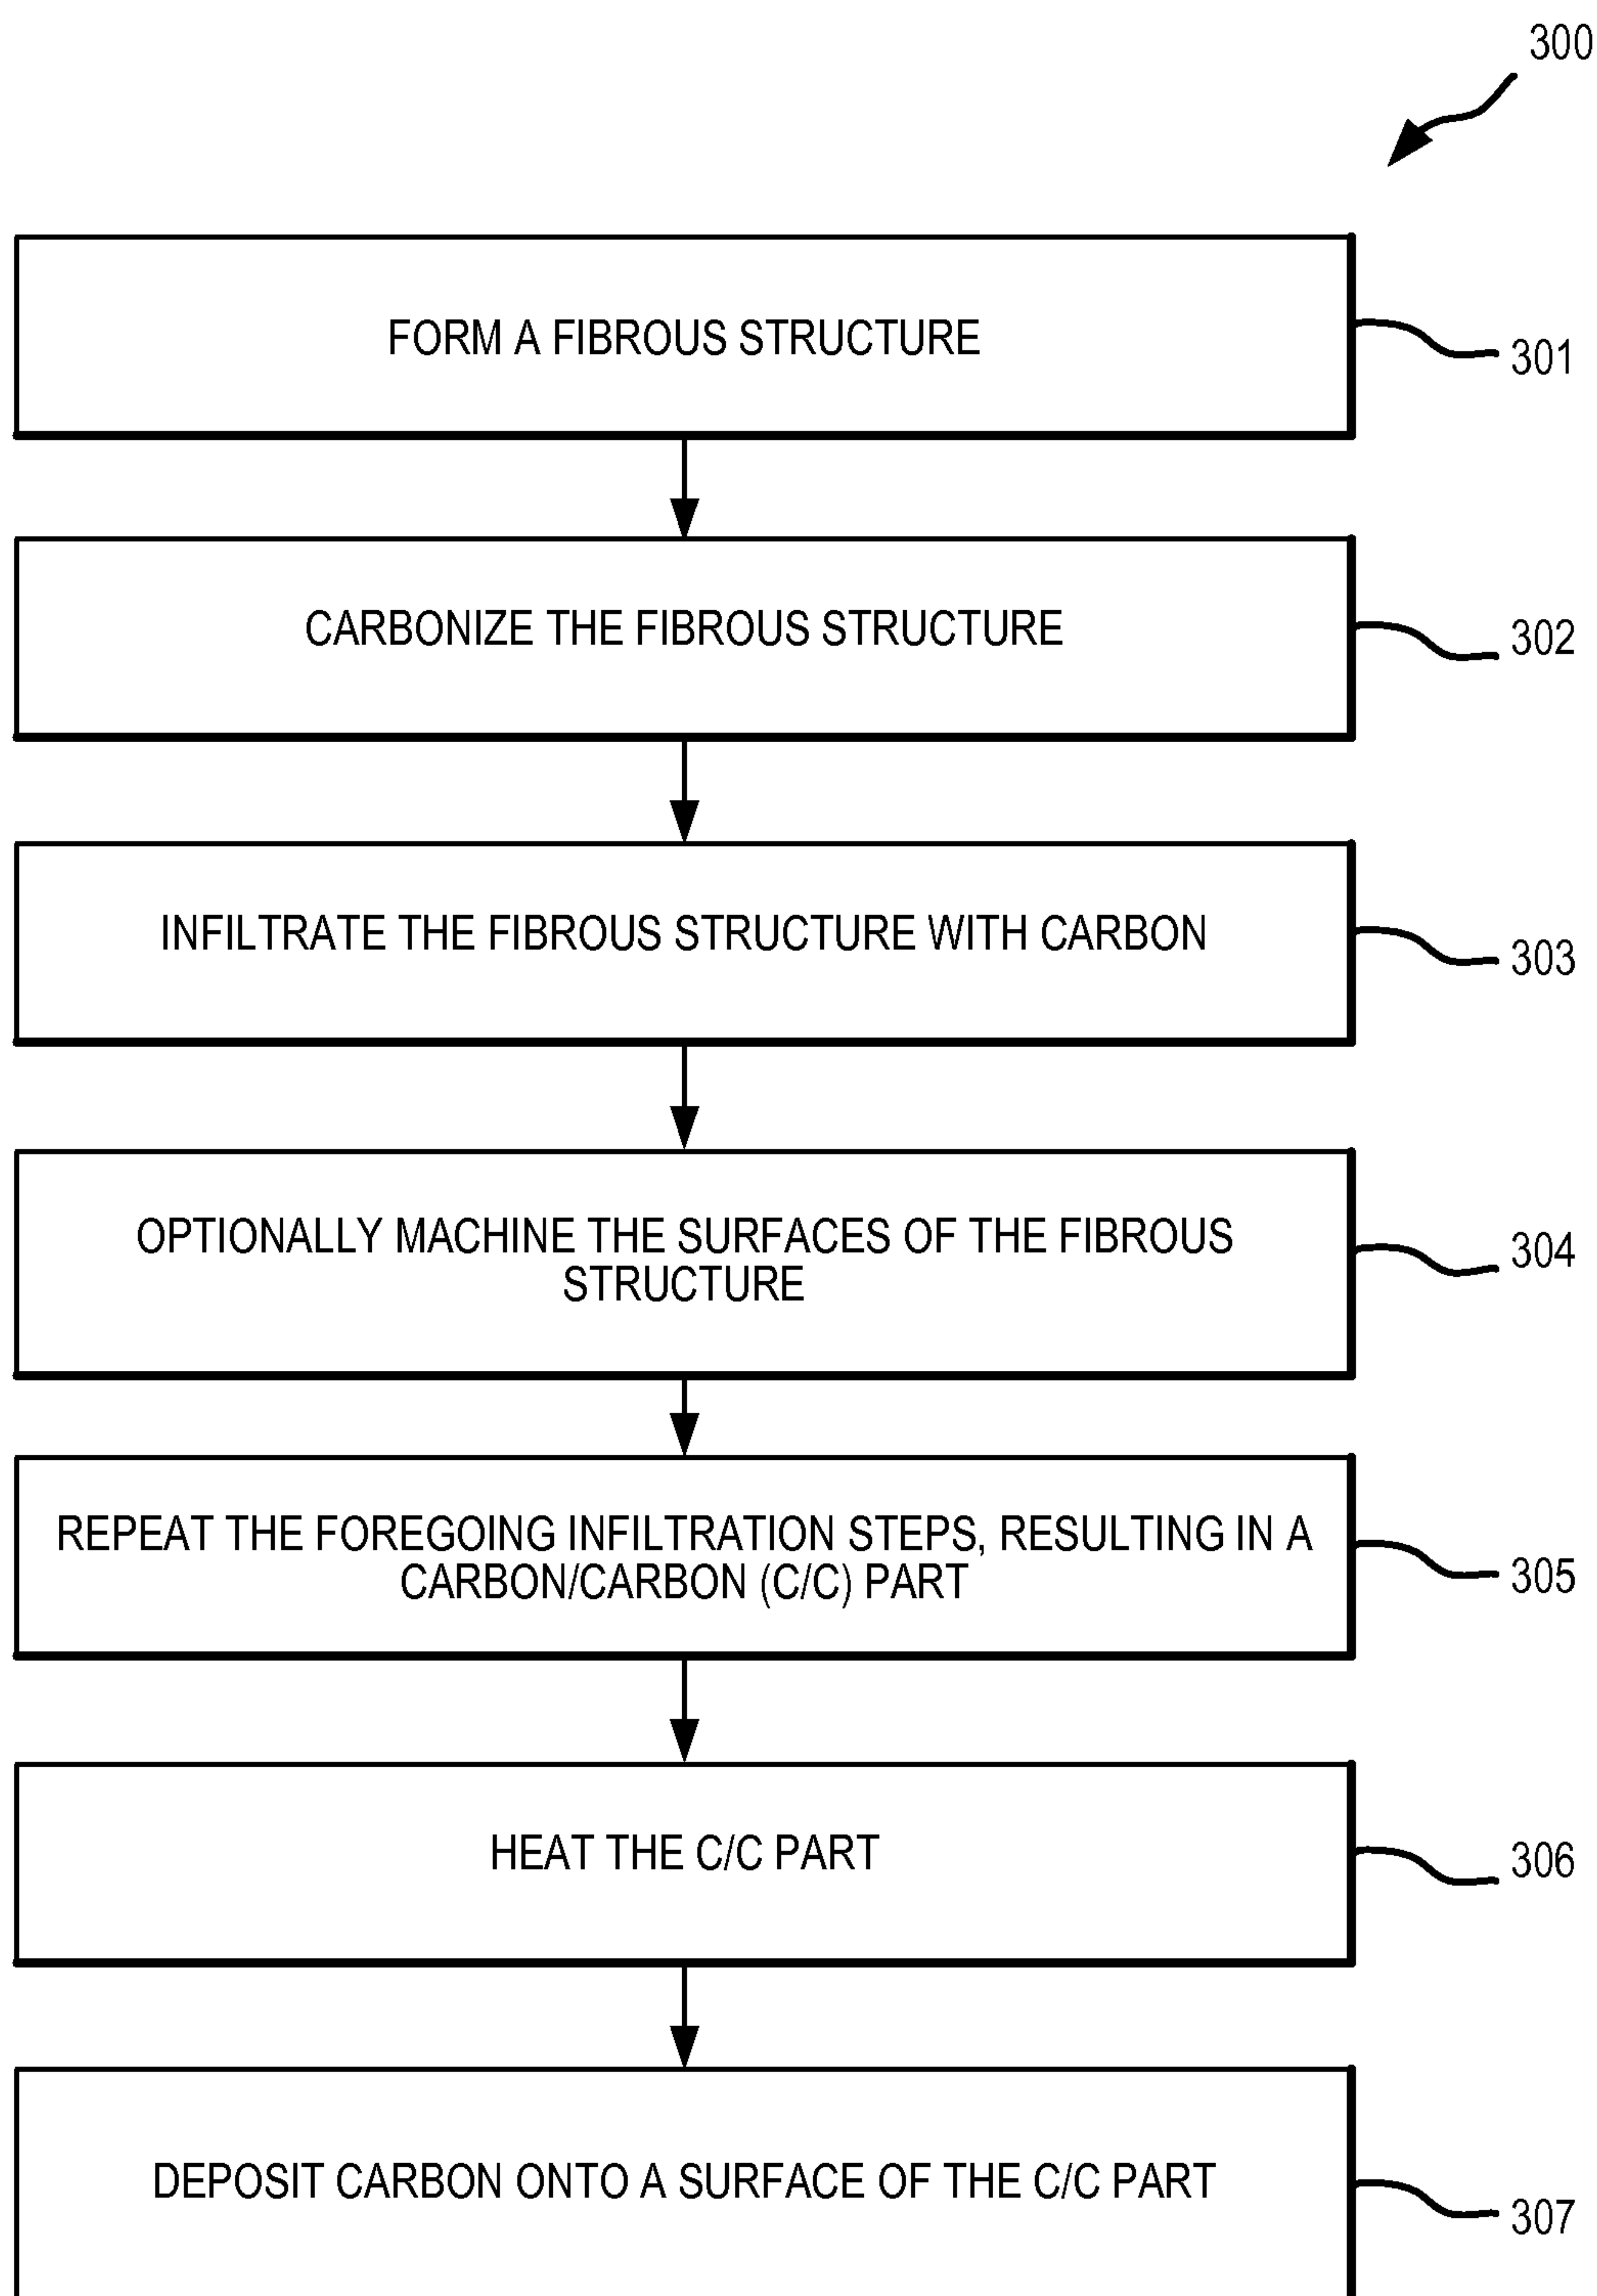 300
FORM A FIBROUS STRUCTURE
301
CARBONIZE THE FIBROUS STRUCTURE
302
INFILTRATE THE FIBROUS STRUCTURE WITH CARBON
303
OPTIONALLY MACHINE THE SURFACES OF THE FIBROUS
STRUCTURE
304
REPEAT THE FOREGOING INFILTRATION STEPS, RESULTING IN A
CARBON/CARBON (C/C) PART
305
HEAT THE C/C PART
306
DEPOSIT CARBON ONTO A SURFACE OF THE C/C PART
307